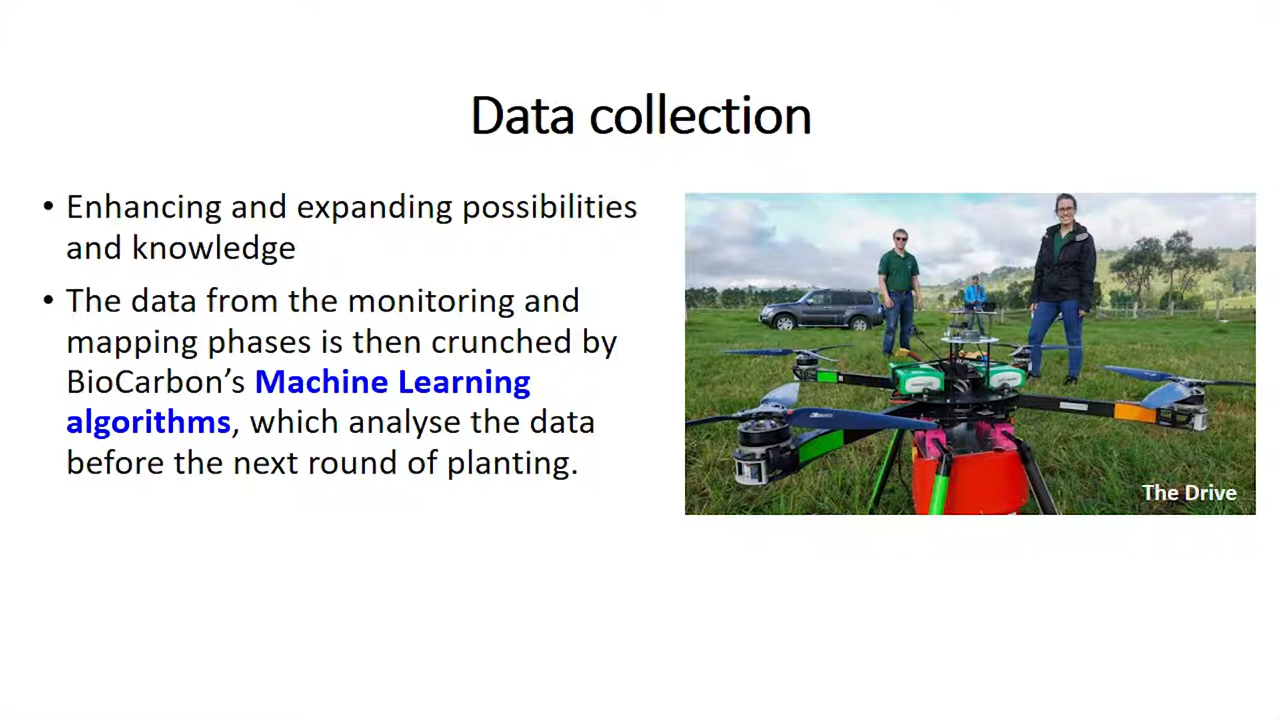 Data collection
• Enhancing and expanding possibilities
and knowledge
• The data from the monitoring and
mapping phases is then crunched by
BioCarbon’s Machine Learning
algorithms, which analyse the data
before the next round of planting.
The Drive